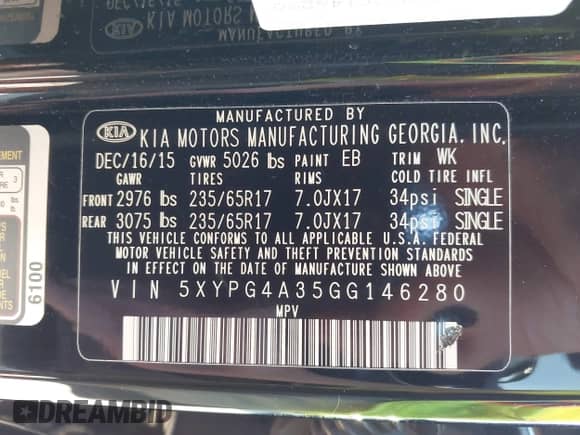 MANUFACTURED BY
KIA KIA MOTORS MANUFACTURING GEORGIA, INC.
DEC/16/15 GVWR 5026 lbs PAINT EB TRIM WK
GAWR TIRES RIMS COLD TIRE INFL
FRONT 2976 lbs 235/65R17 7.0JX17 34psi SINGLE
REAR 3075 lbs 235/65R17 7.0JX17 34psi SINGLE
THIS VEHICLE CONFORMS TO ALL APPLICABLE U.S.A. FEDERAL
MOTOR VEHICLE SAFETY AND THEFT PREVENTION STANDARDS
IN EFFECT ON THE DATE OF MANUFACTURE SHOWN ABOVE
VIN 5XYPG4A35GG146280
MPV
6100
DREAMBID